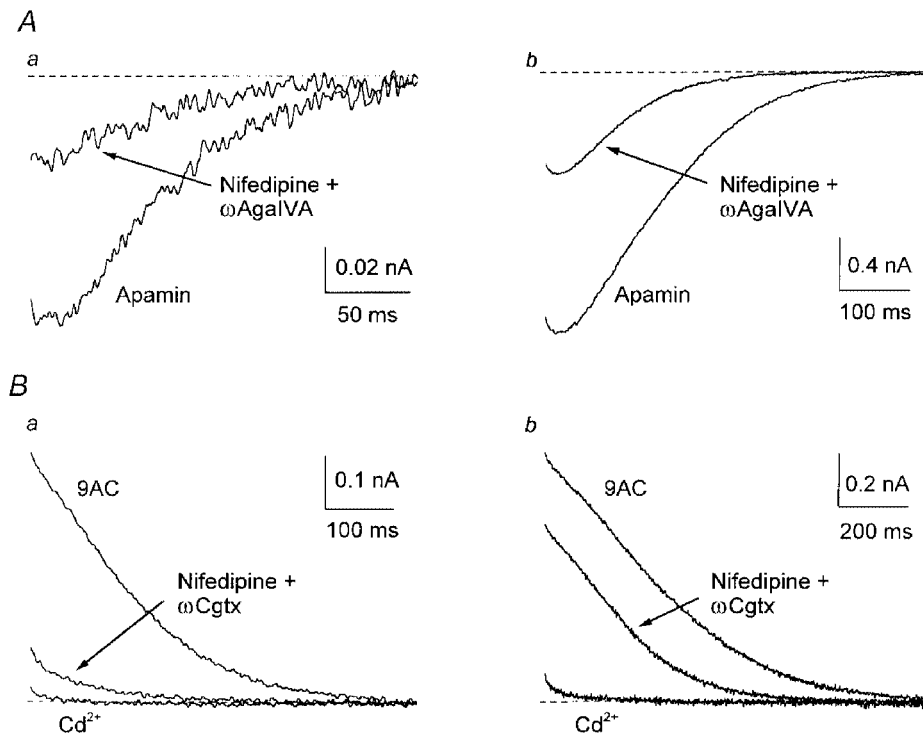 A
a
b
Nifedipine +
ωAgaIVA
0.02 nA
50 ms
Apamin
Nifedipine +
ωAgaIVA
0.4 nA
100 ms
Apamin
B
a
b
9AC
0.1 nA
100 ms
Nifedipine +
ωCgtx
Cd²⁺
9AC
0.2 nA
200 ms
Nifedipine +
ωCgtx
Cd²⁺